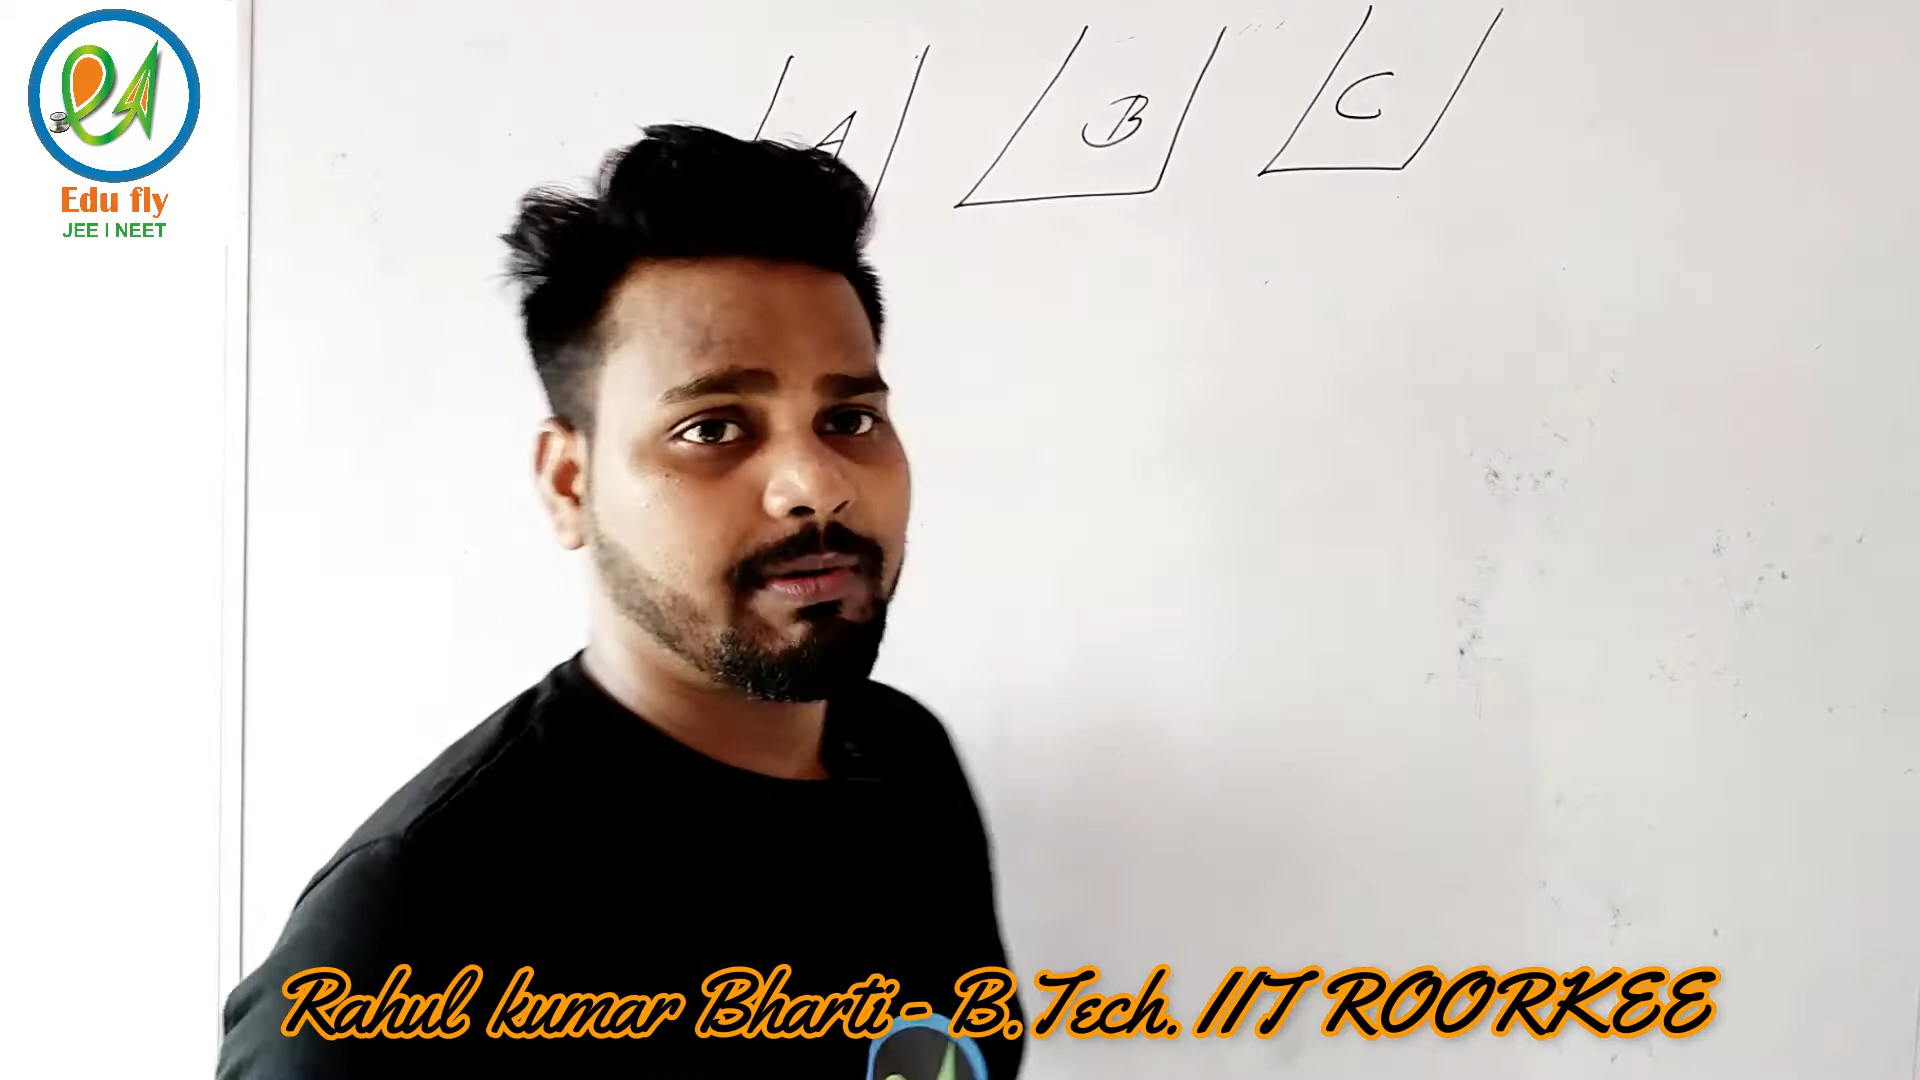 Edu fly
JEE I NEET
A
B
C
Rahul kumar Bharti - B. Tech. IIT ROORKEE